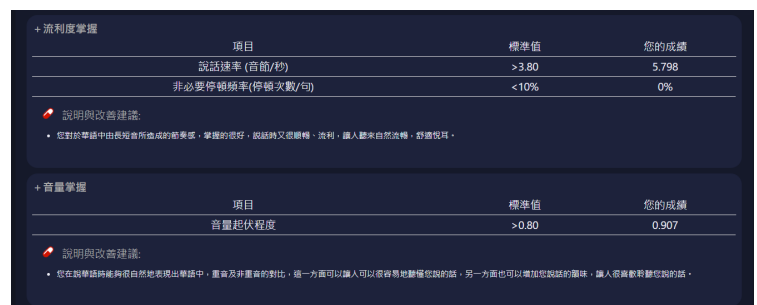 + 流利度掌握
項目 標準值 您的成績
說話速率 (音節/秒) >3.80 5.798
非必要停頓頻率(停頓次數/句) <10% 0%
說明與改善建議:
• 您對於華語中由長短音所造成的節奏感，掌握的很好，說話時又很順暢、流利，讓人聽來自然流暢，舒適悅耳。
+ 音量掌握
項目 標準值 您的成績
音量起伏程度 >0.80 0.907
說明與改善建議:
• 您在說華語時能夠很自然地表現出華語中，重音及非重音的對比，這一方面可以讓人可以很容易地聽懂您說的話，另一方面也可以增加您說話的韻味，讓人很喜歡聆聽您說的話。